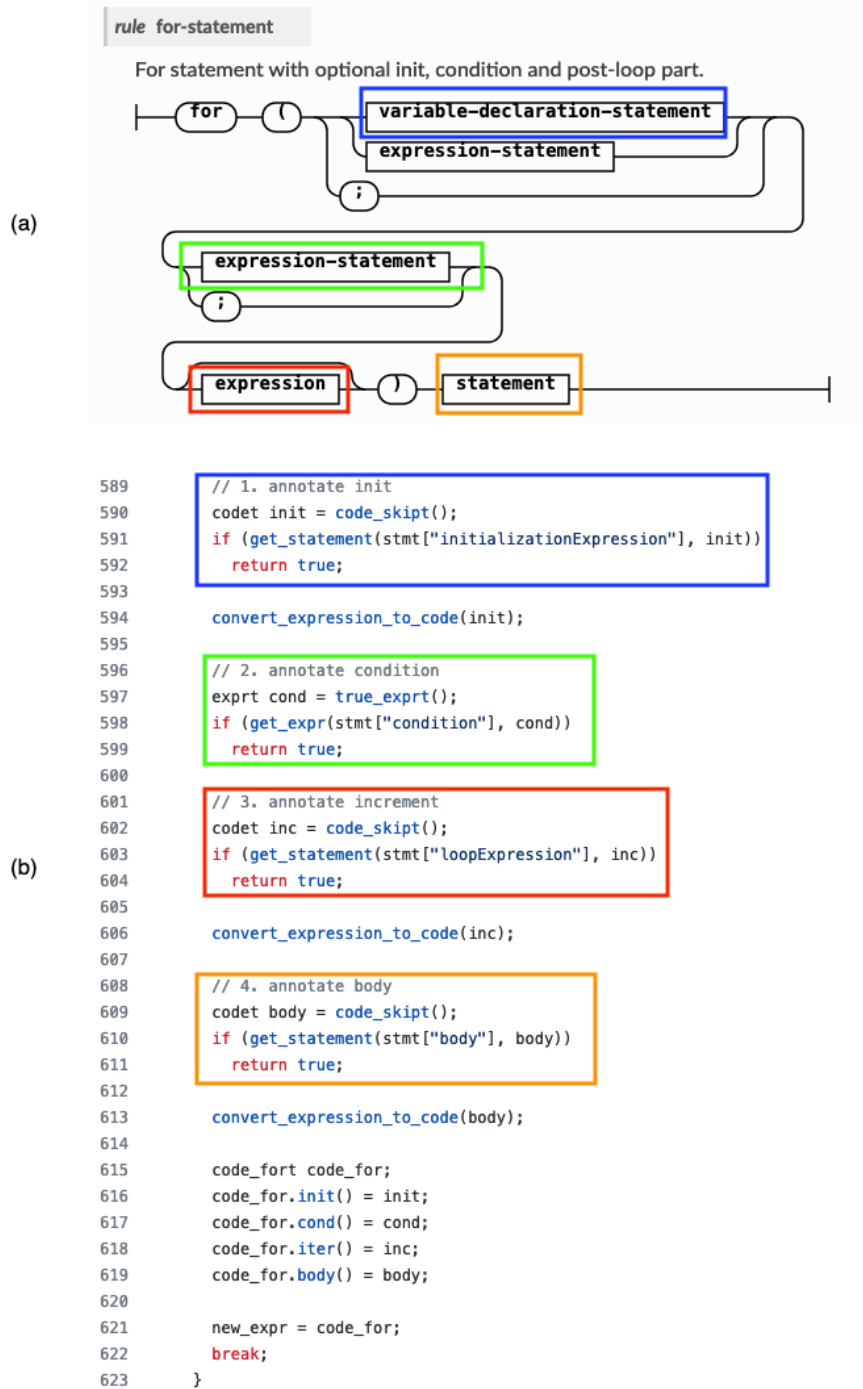 rule for-statement
For statement with optional init, condition and post-loop part.
for ( variable-declaration-statement
expression-statement
;
(a)
expression-statement
;
expression ) statement
589 // 1. annotate init
590 codet init = code_skipt();
591 if (get_statement(stmt["initializationExpression"], init))
592 return true;
593
594 convert_expression_to_code(init);
595
596 // 2. annotate condition
597 exprt cond = true_exprt();
598 if (get_expr(stmt["condition"], cond))
599 return true;
600
601 // 3. annotate increment
602 codet inc = code_skipt();
603 if (get_statement(stmt["loopExpression"], inc))
(b)
604 return true;
605
606 convert_expression_to_code(inc);
607
608 // 4. annotate body
609 codet body = code_skipt();
610 if (get_statement(stmt["body"], body))
611 return true;
612
613 convert_expression_to_code(body);
614
615 code_fort code_for;
616 code_for.init() = init;
617 code_for.cond() = cond;
618 code_for.iter() = inc;
619 code_for.body() = body;
620
621 new_expr = code_for;
622 break;
623 }